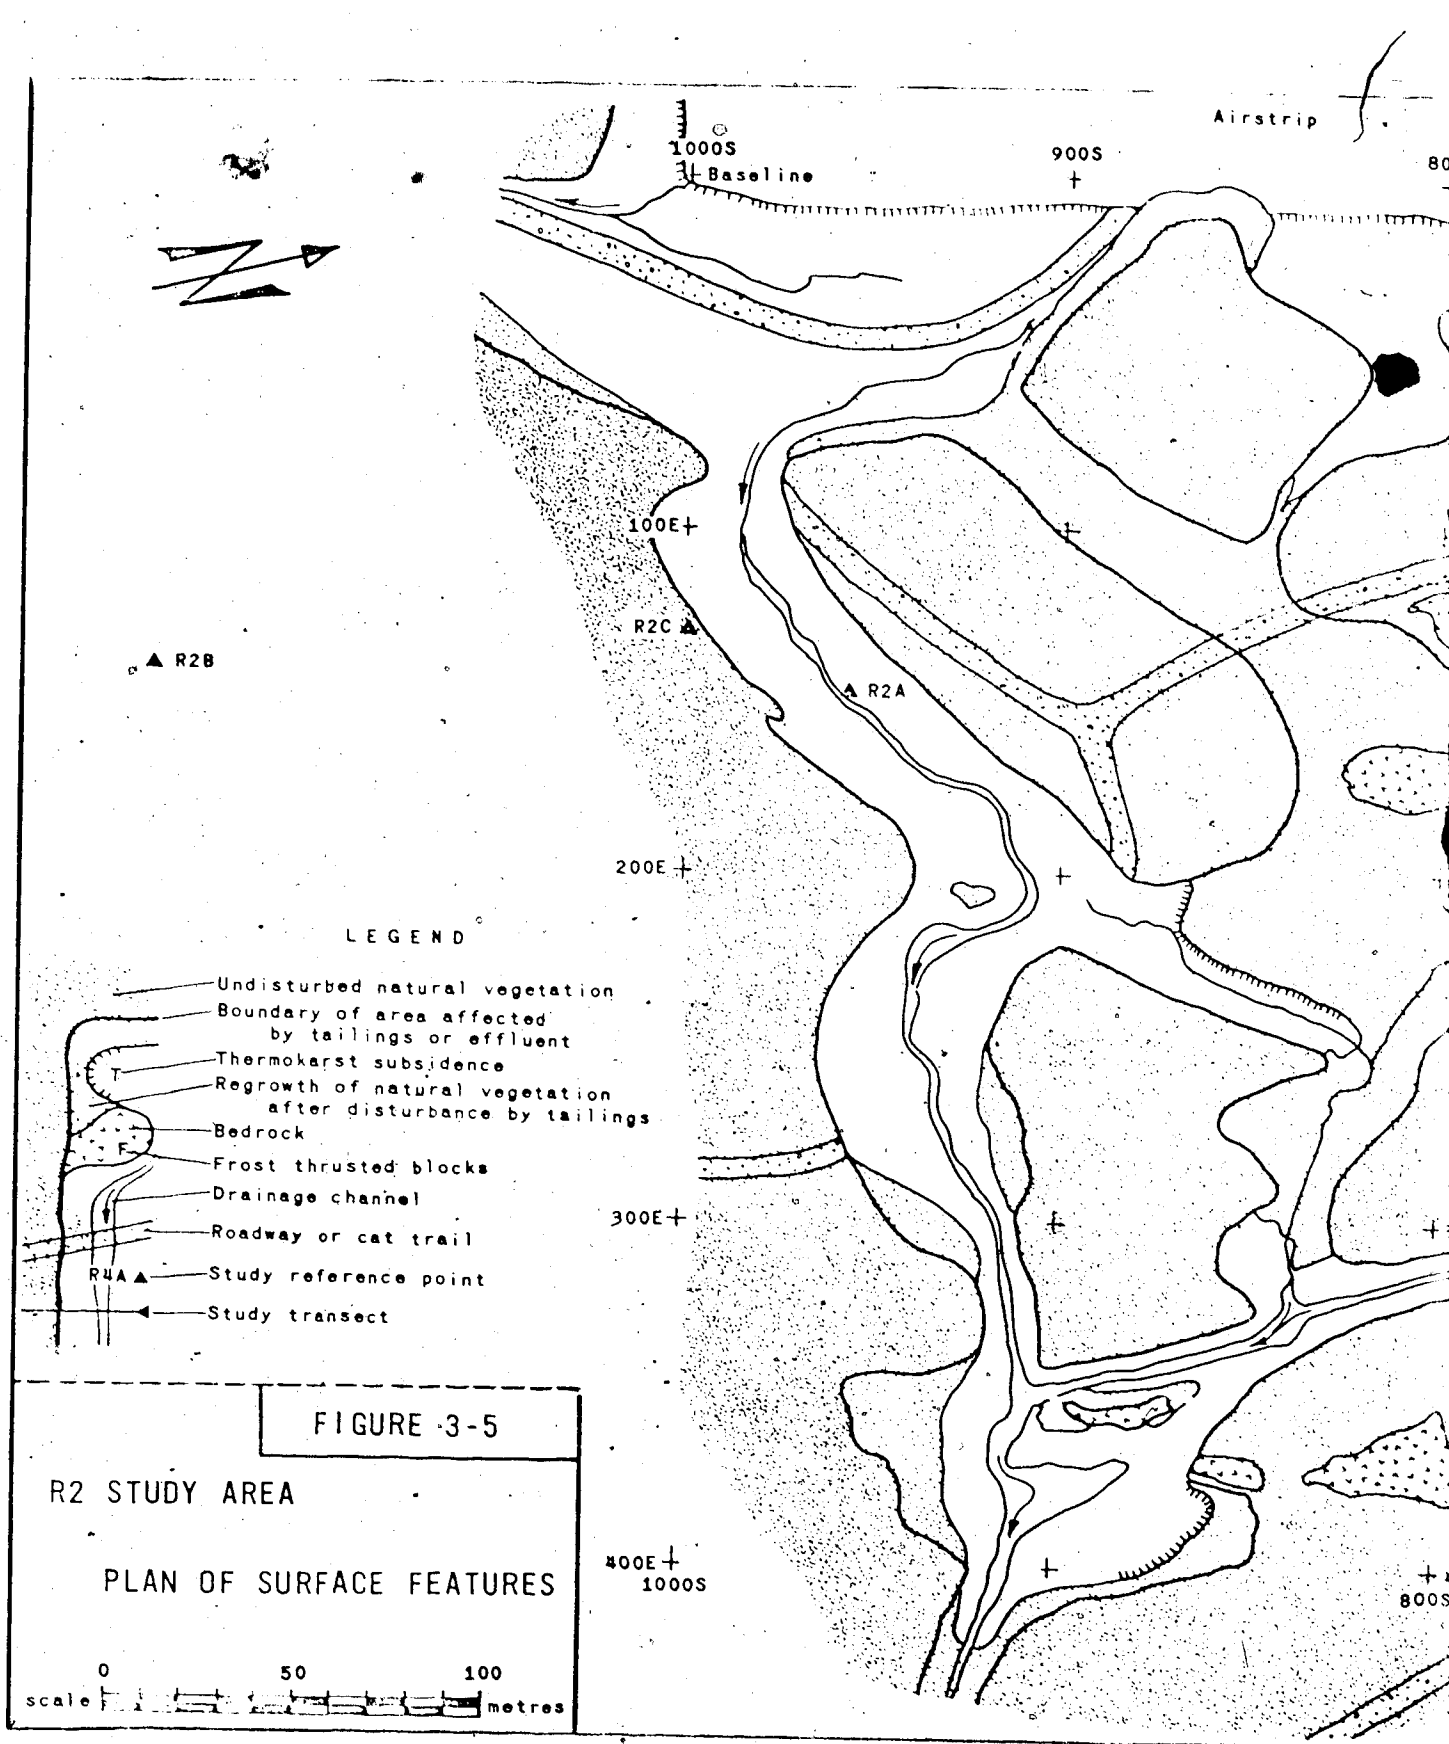 Airstrip
1000S
900S
80
Baseline
100E
R2C
R2B
R2A
200E
LEGEND
Undisturbed natural vegetation
Boundary of area affected
by tailings or effluent
Thermokarst subsidence
T
Regrowth of natural vegetation
after disturbance by tailings
Bedrock
F
Frost thrusted blocks
Drainage channel
300E
Roadway or cat trail
R4A
Study reference point
Study transect
FIGURE 3-5
R2 STUDY AREA
400E
1000S
PLAN OF SURFACE FEATURES
800S
0 50 100
scale metres